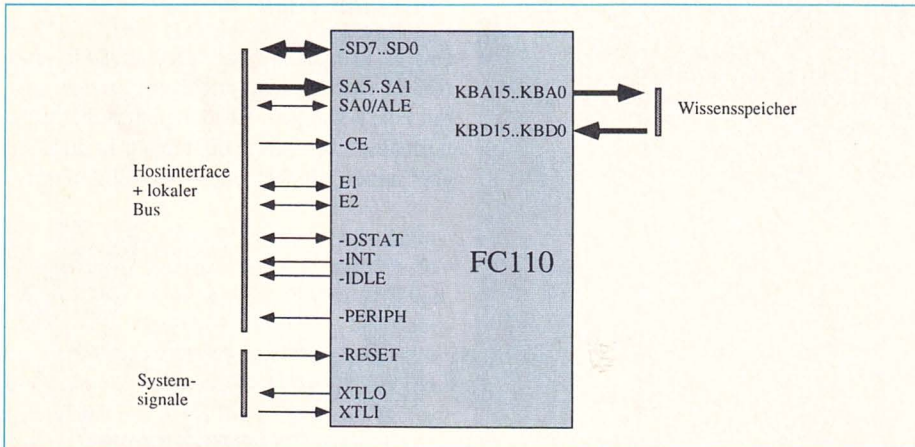 -SD7..SD0
SA5..SA1
SA0/ALE
-CE
Hostinterface
+ lokaler
Bus
E1
E2
-DSTAT
-INT
-IDLE
-PERIPH
-RESET
System-
signale
XTLO
XTLI
KBA15..KBA0
KBD15..KBD0
Wissensspeicher
FC110